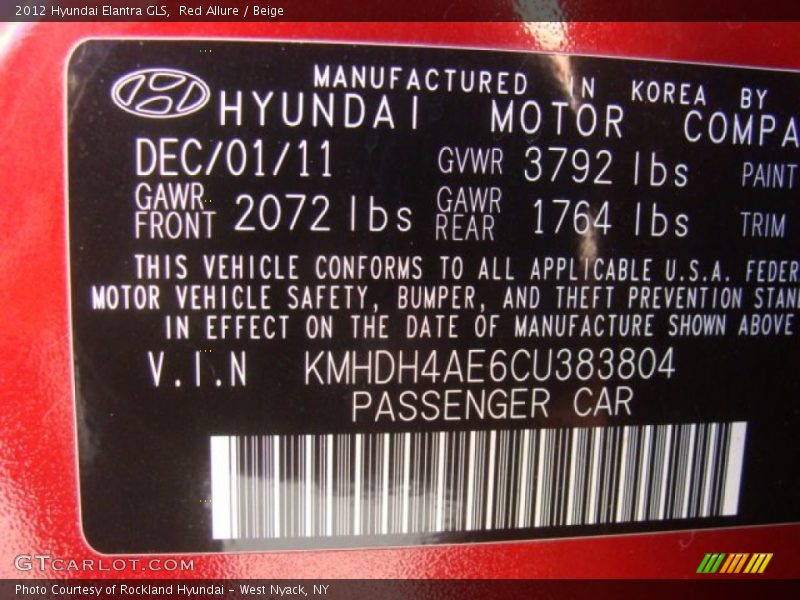 2012 Hyundai Elantra GLS, Red Allure / Beige
MANUFACTURED IN KOREA BY
HYUNDAI MOTOR COMPA
DEC/01/11 GVWR 3792 lbs PAINT
GAWR FRONT 2072 lbs GAWR REAR 1764 lbs TRIM
THIS VEHICLE CONFORMS TO ALL APPLICABLE U.S.A. FEDER
MOTOR VEHICLE SAFETY, BUMPER, AND THEFT PREVENTION STAN
IN EFFECT ON THE DATE OF MANUFACTURE SHOWN ABOVE
V.I.N KMHDH4AE6CU383804
PASSENGER CAR
GTCARLOT.COM
Photo Courtesy of Rockland Hyundai - West Nyack, NY